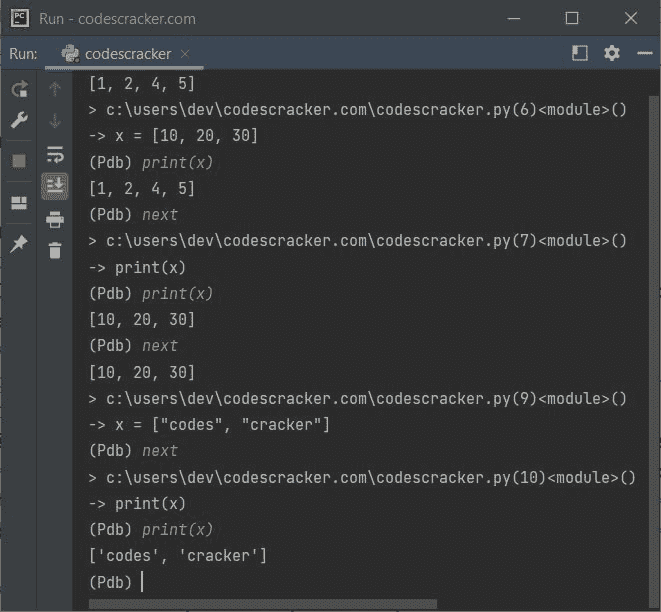 PC Run - codescracker.com
Run: codescracker
[1, 2, 4, 5]
> c:\users\dev\codescracker.com\codescracker.py(6)<module>()
-> x = [10, 20, 30]
(Pdb) print(x)
[1, 2, 4, 5]
(Pdb) next
> c:\users\dev\codescracker.com\codescracker.py(7)<module>()
-> print(x)
(Pdb) print(x)
[10, 20, 30]
(Pdb) next
[10, 20, 30]
> c:\users\dev\codescracker.com\codescracker.py(9)<module>()
-> x = ["codes", "cracker"]
(Pdb) next
> c:\users\dev\codescracker.com\codescracker.py(10)<module>()
-> print(x)
(Pdb) print(x)
['codes', 'cracker']
(Pdb)